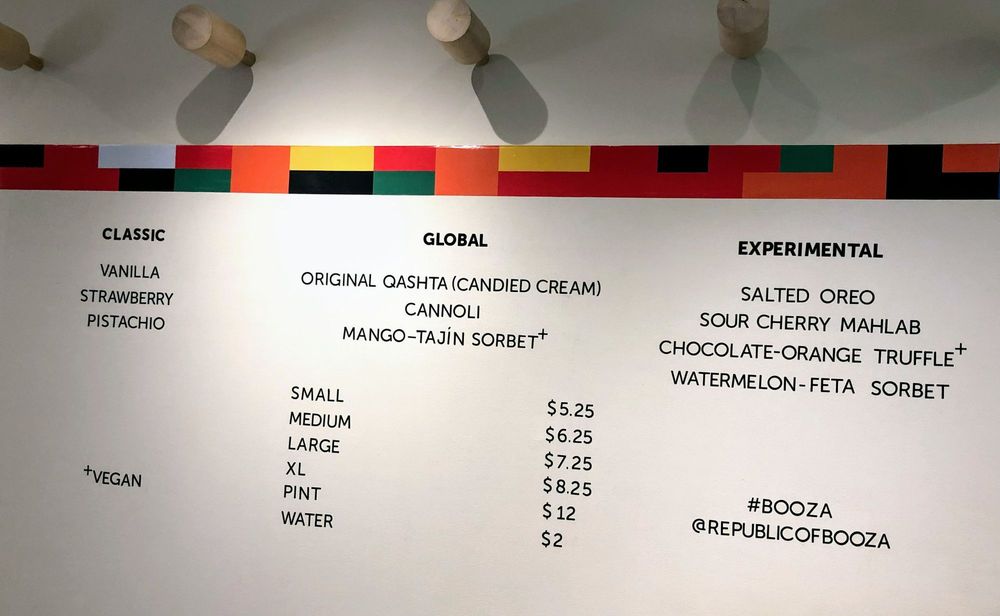 CLASSIC
VANILLA
STRAWBERRY
PISTACHIO
GLOBAL
ORIGINAL QASHTA (CANDIED CREAM)
CANNOLI
MANGO-TAJÍN SORBET+
EXPERIMENTAL
SALTED OREO
SOUR CHERRY MAHLAB
CHOCOLATE-ORANGE TRUFFLE+
WATERMELON-FETA SORBET
SMALL $5.25
MEDIUM $6.25
LARGE $7.25
XL $8.25
PINT $12
WATER $2
+VEGAN
#BOOZA
@REPUBLICOFBOOZA